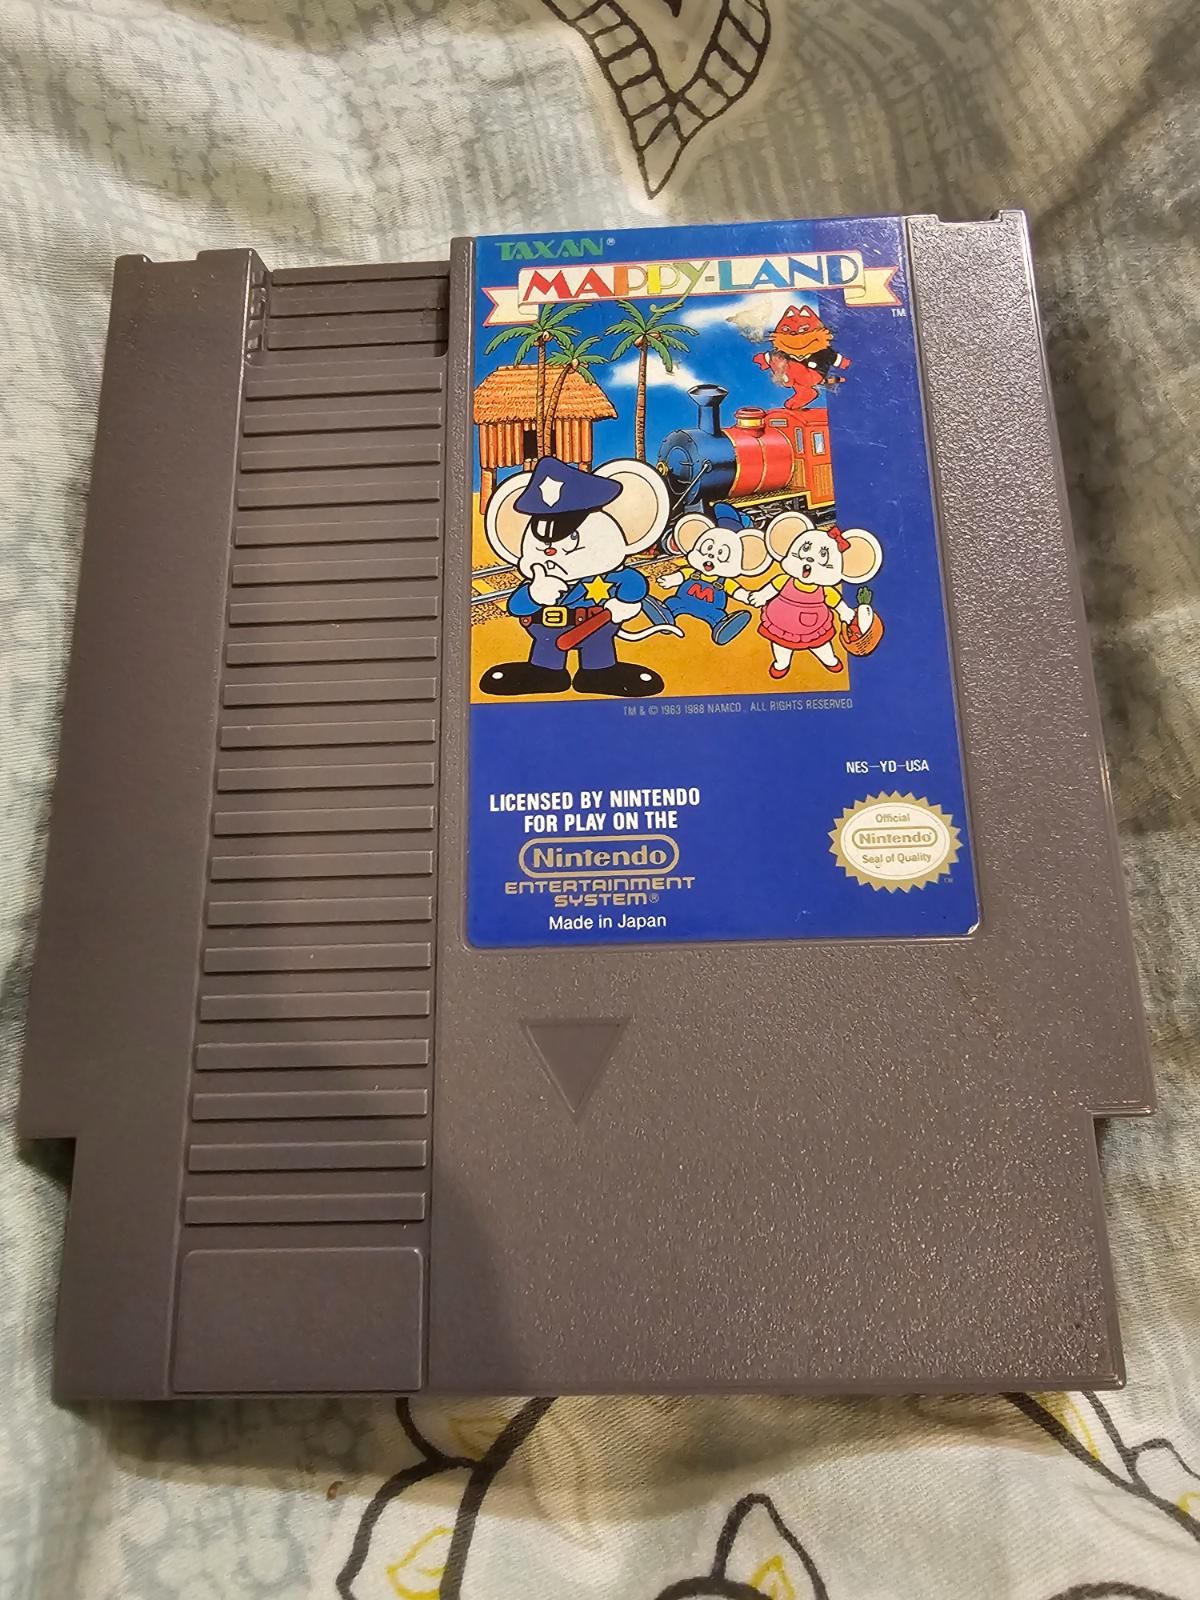 TAXAN®
MAPPY-LAND
TM
M
TM & © 1983 1988 NAMCO. ALL RIGHTS RESERVED
NES-YD-USA
LICENSED BY NINTENDO
FOR PLAY ON THE
Nintendo
ENTERTAINMENT
SYSTEM®
Made in Japan
Official
Nintendo
Seal of Quality
TM